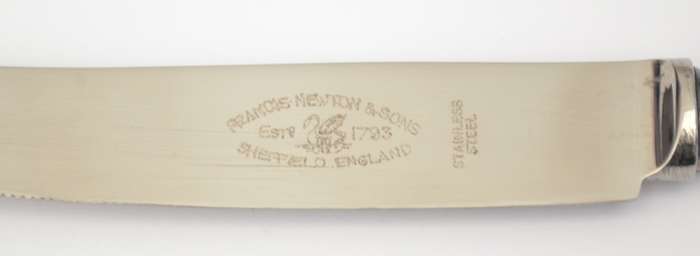 FRANCIS·NEWTON & SONS
ESTD 1793
SHEFFIELD, ENGLAND
STAINLESS
STEEL